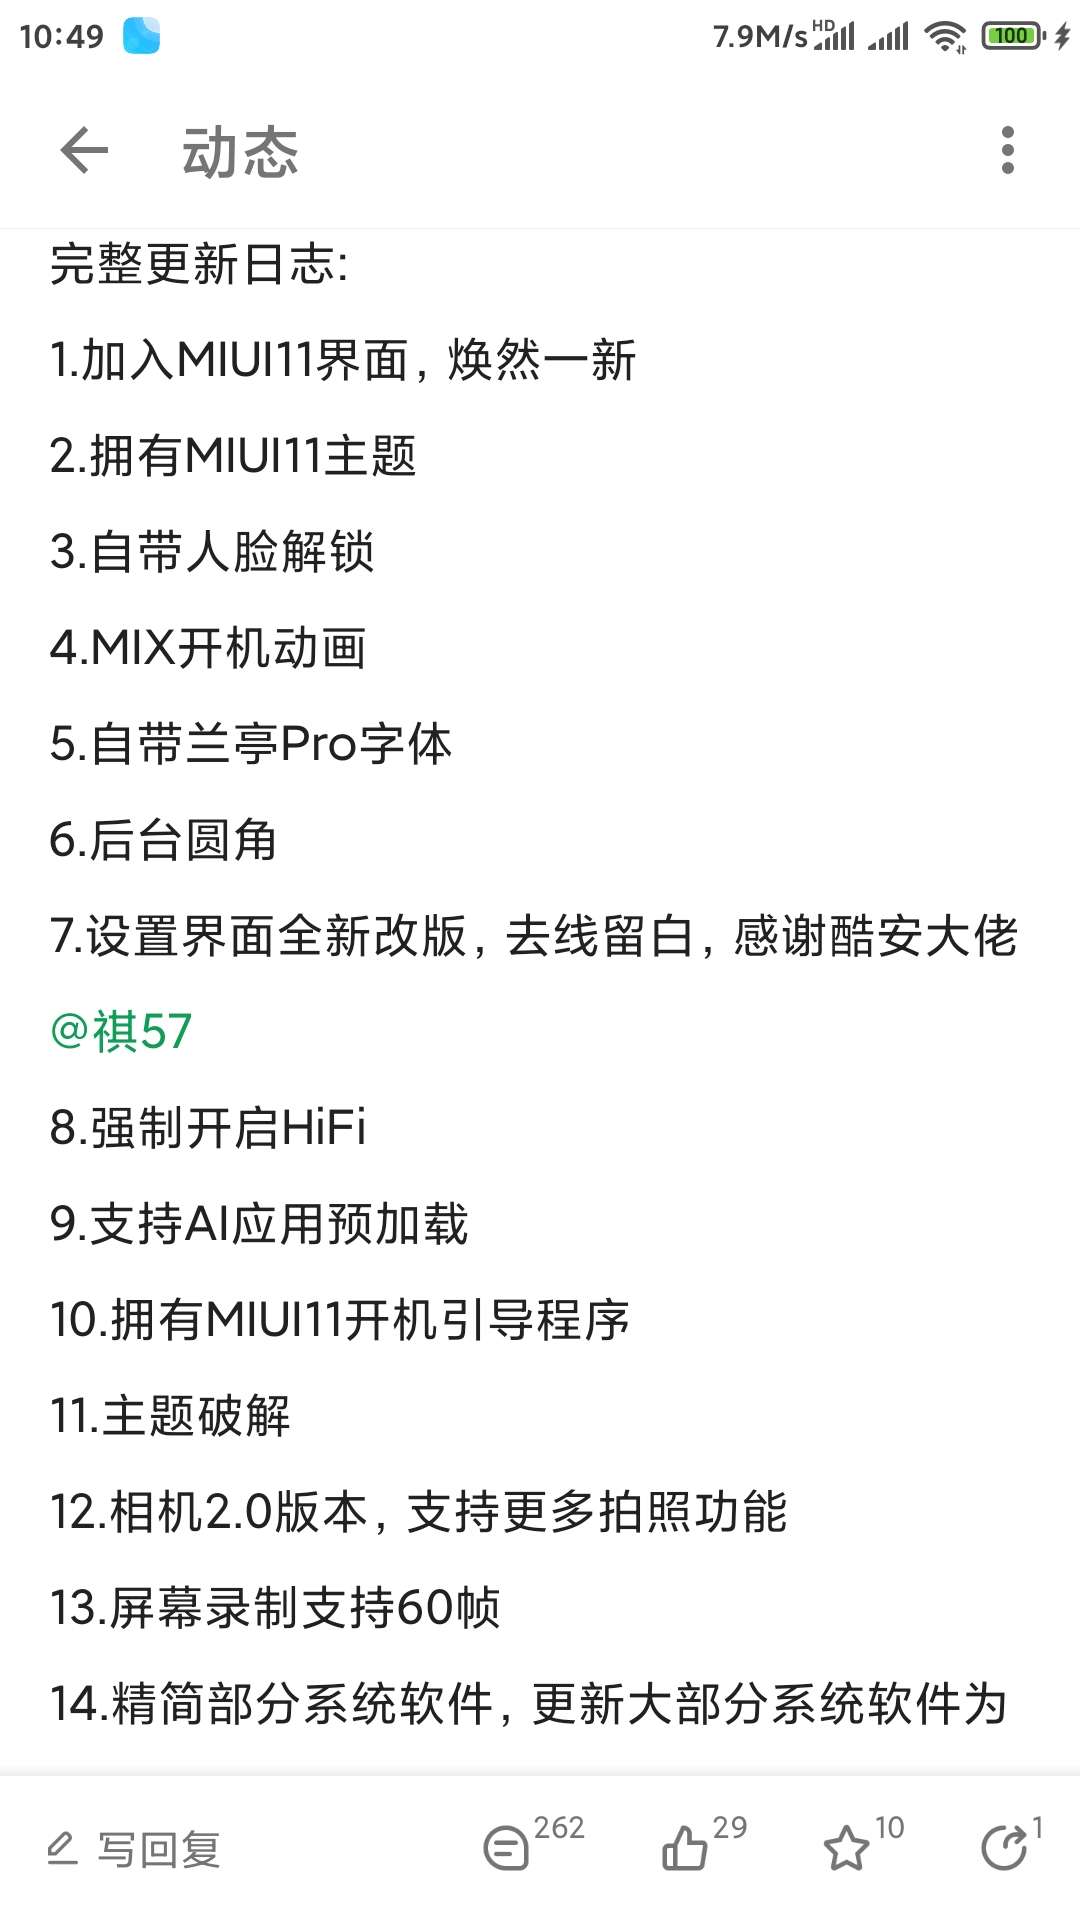 10:49 7.9M/s HD 100
动态
完整更新日志:
1.加入MIUI11界面，焕然一新
2.拥有MIUI11主题
3.自带人脸解锁
4.MIX开机动画
5.自带兰亭Pro字体
6.后台圆角
7.设置界面全新改版，去线留白，感谢酷安大佬
@祺57
8.强制开启HiFi
9.支持AI应用预加载
10.拥有MIUI11开机引导程序
11.主题破解
12.相机2.0版本，支持更多拍照功能
13.屏幕录制支持60帧
14.精简部分系统软件，更新大部分系统软件为
写回复 262 29 10 1